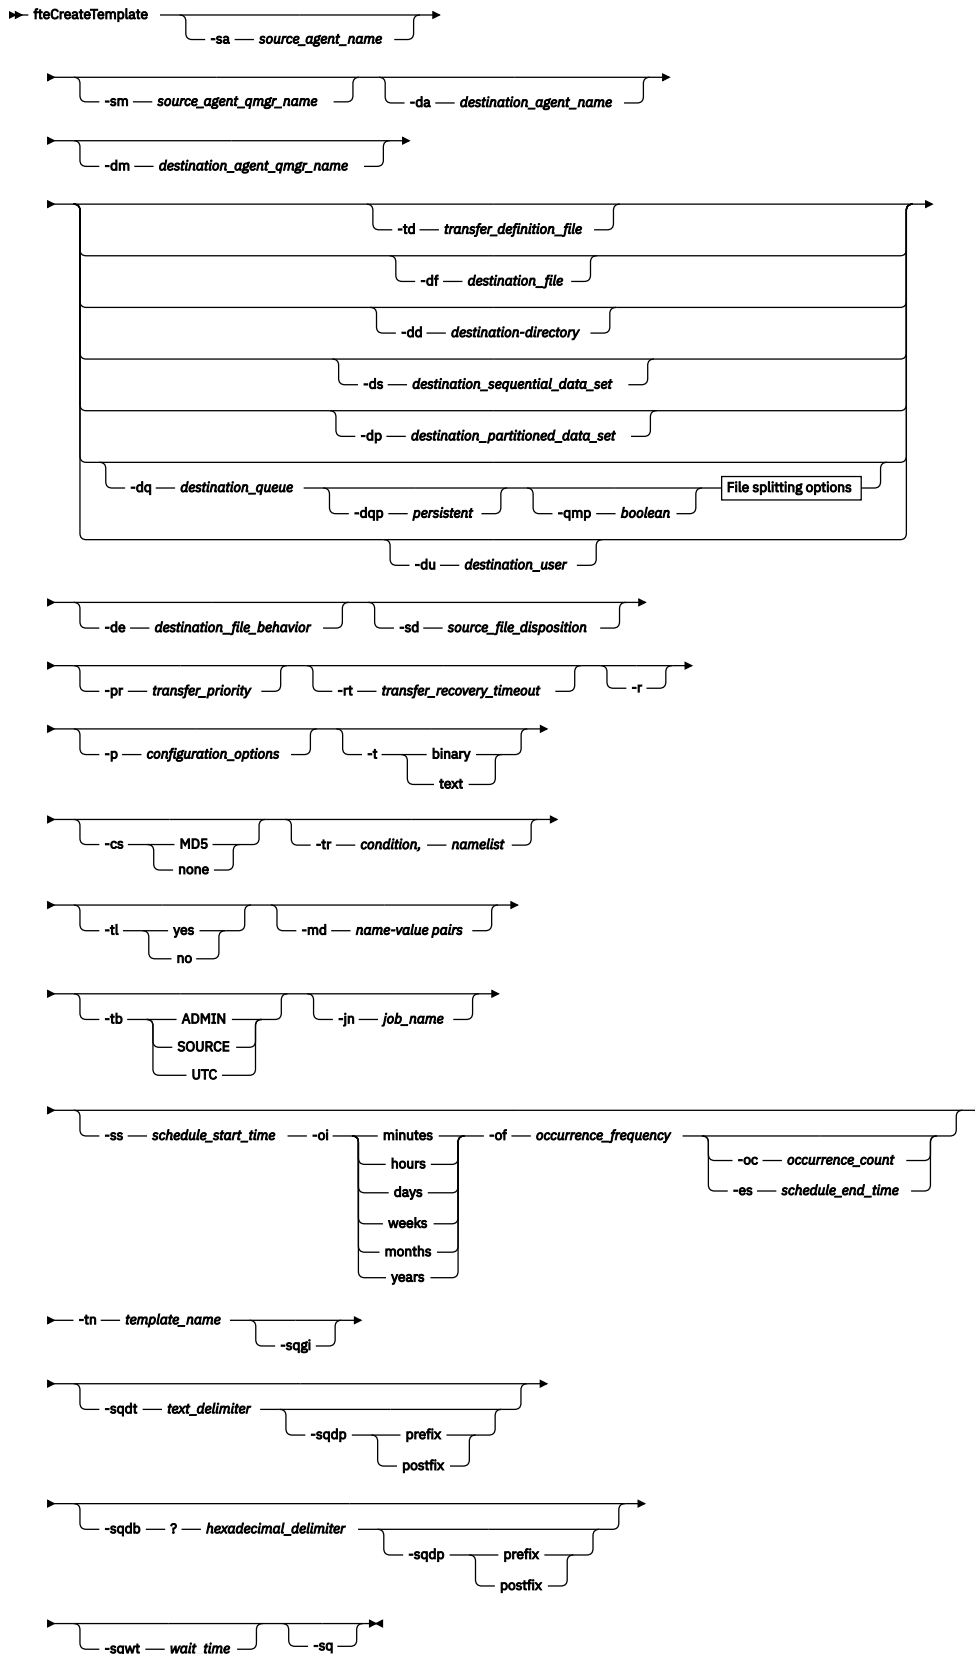 fteCreateTemplate
-sa source_agent_name
-sm source_agent_qmgr_name -da destination_agent_name
-dm destination_agent_qmgr_name
-td transfer_definition_file
-df destination_file
-dd destination-directory
-ds destination_sequential_data_set
-dp destination_partitioned_data_set
-dq destination_queue File splitting options
-dqp persistent -qmp boolean
-du destination_user
-de destination_file_behavior -sd source_file_disposition
-pr transfer_priority -rt transfer_recovery_timeout -r
-p configuration_options -t binary
text
-cs MD5 -tr condition, namelist
none
-tl yes -md name-value pairs
no
-tb ADMIN -jn job_name
SOURCE
UTC
-ss schedule_start_time -oi minutes -of occurrence_frequency
hours -oc occurrence_count
days -es schedule_end_time
weeks
months
years
-tn template_name
-sqgi
-sqdt text_delimiter
-sqdp prefix
postfix
-sqdb ? hexadecimal_delimiter
-sqdp prefix
postfix
-sqwt wait_time -sq